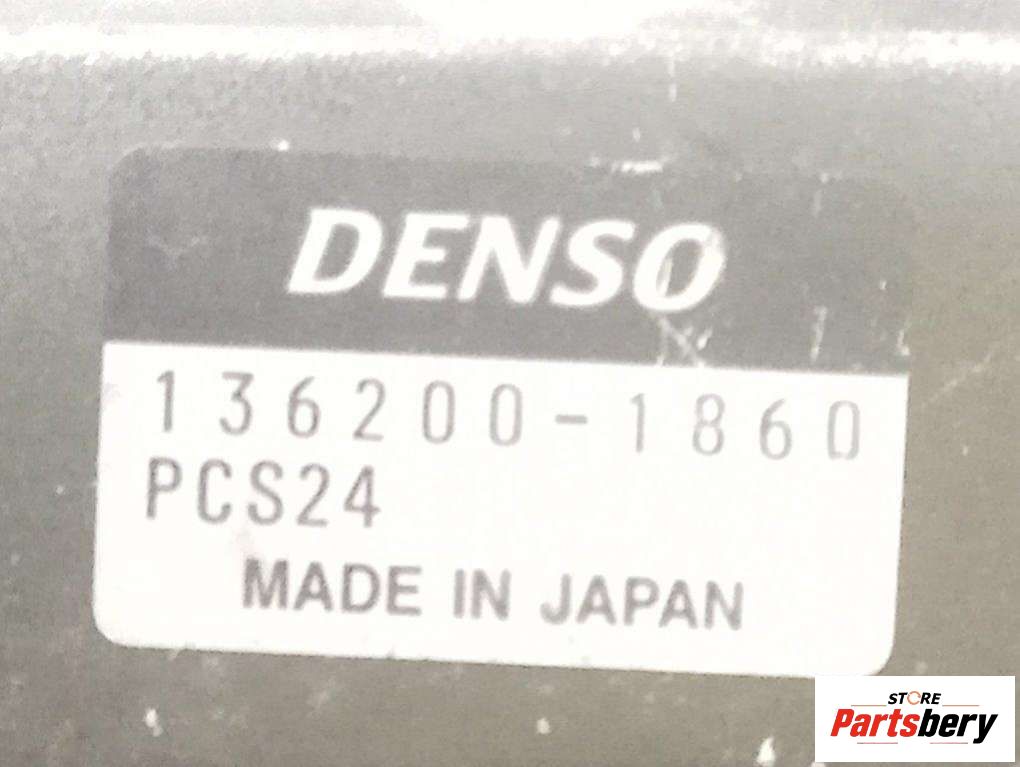 DENSO
136200-1860
PCS24
MADE IN JAPAN
STORE
Partsbery